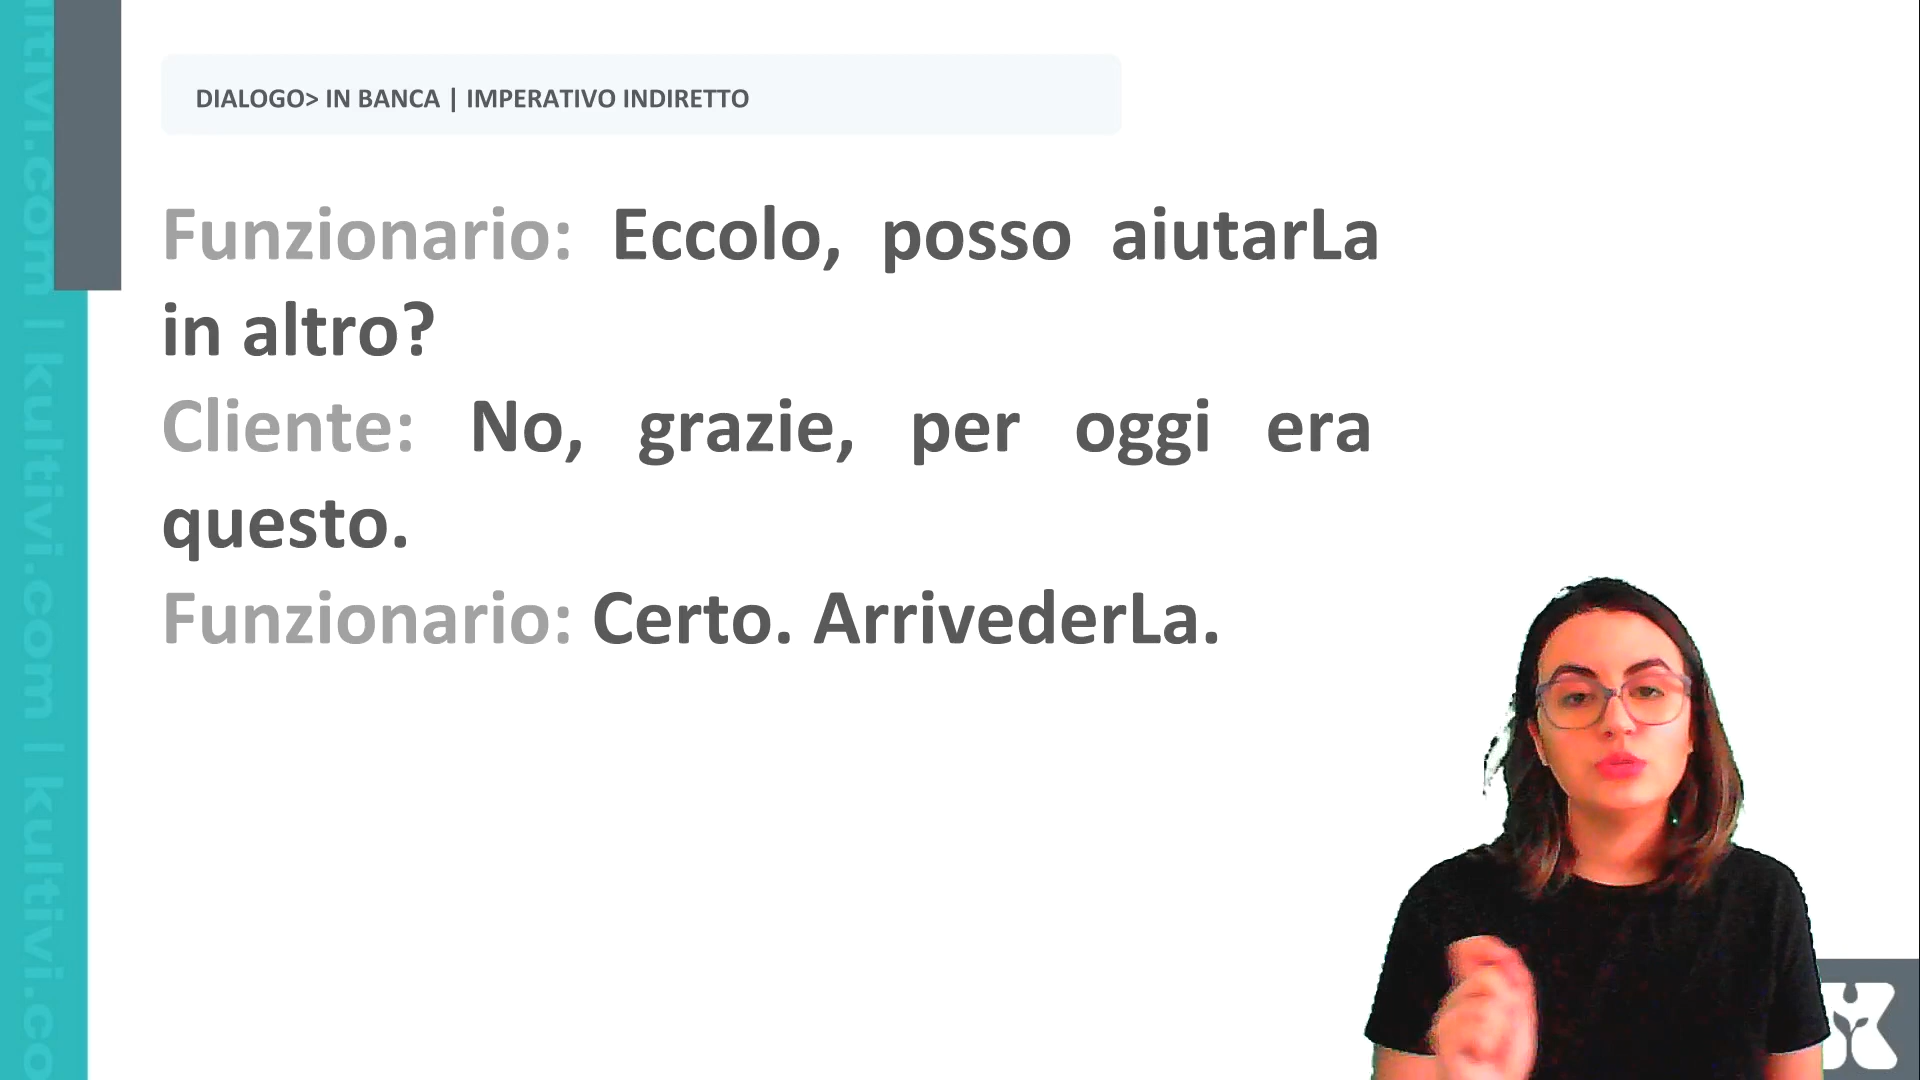 DIALOGO> IN BANCA | IMPERATIVO INDIRETTO
Funzionario: Eccolo, posso aiutarLa
in altro?
Cliente: No, grazie, per oggi era
questo.
Funzionario: Certo. ArrivederLa.
ultivi.com | kultivi.com | kultivi.co